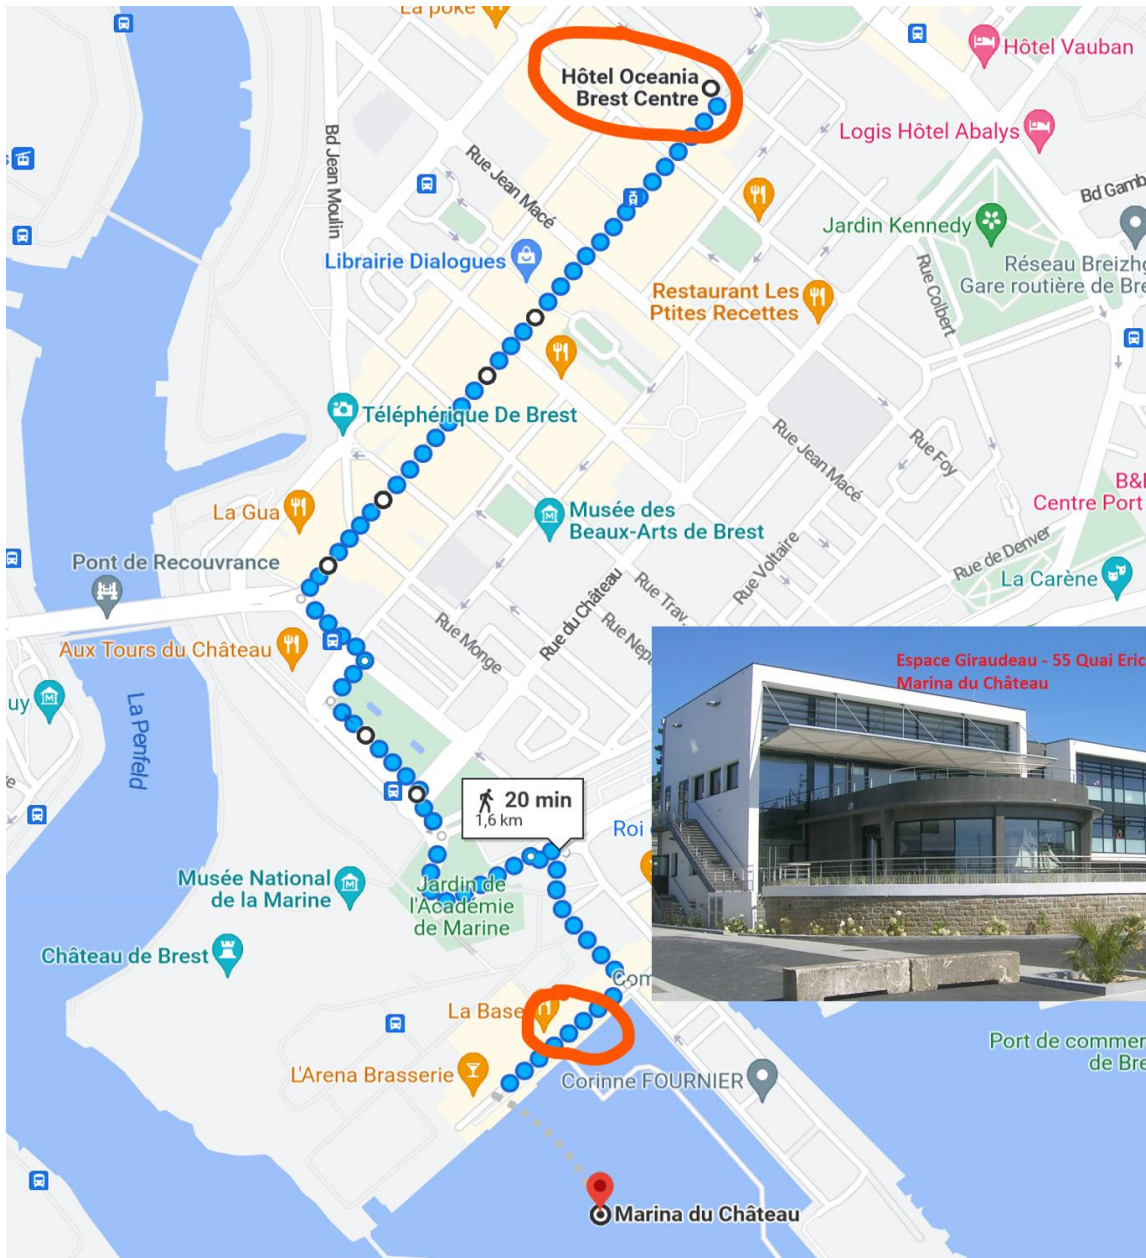 La poke
Hôtel Oceania
Brest Centre
Hôtel Vauban
Logis Hôtel Abalys
Bd Jean Moulin
Rue Jean Macé
Bd Gamb
Jardin Kennedy
Librairie Dialogues
Rue Colbert
Réseau Breizhg
Gare routière de Bre
Restaurant Les
Ptites Recettes
Téléphérique De Brest
Rue Jean Macé
Rue Foy
B&
Centre Port
La Gua
Musée des
Beaux-Arts de Brest
Pont de Recouvrance
Rue Voltaire
Rue de Denver
La Carène
Rue du Château
Rue Trav.
Rue Monge
Rue Nept
Aux Tours du Château
uy
La Penfeld
Espace Giraudeau - 55 Quai Eric
Marina du Château
20 min
1,6 km
Roi
Musée National
de la Marine
Jardin de
l'Académie
de Marine
Château de Brest
Com
La Base
L'Arena Brasserie
Corinne FOURNIER
Port de commer
de Bre
Marina du Château